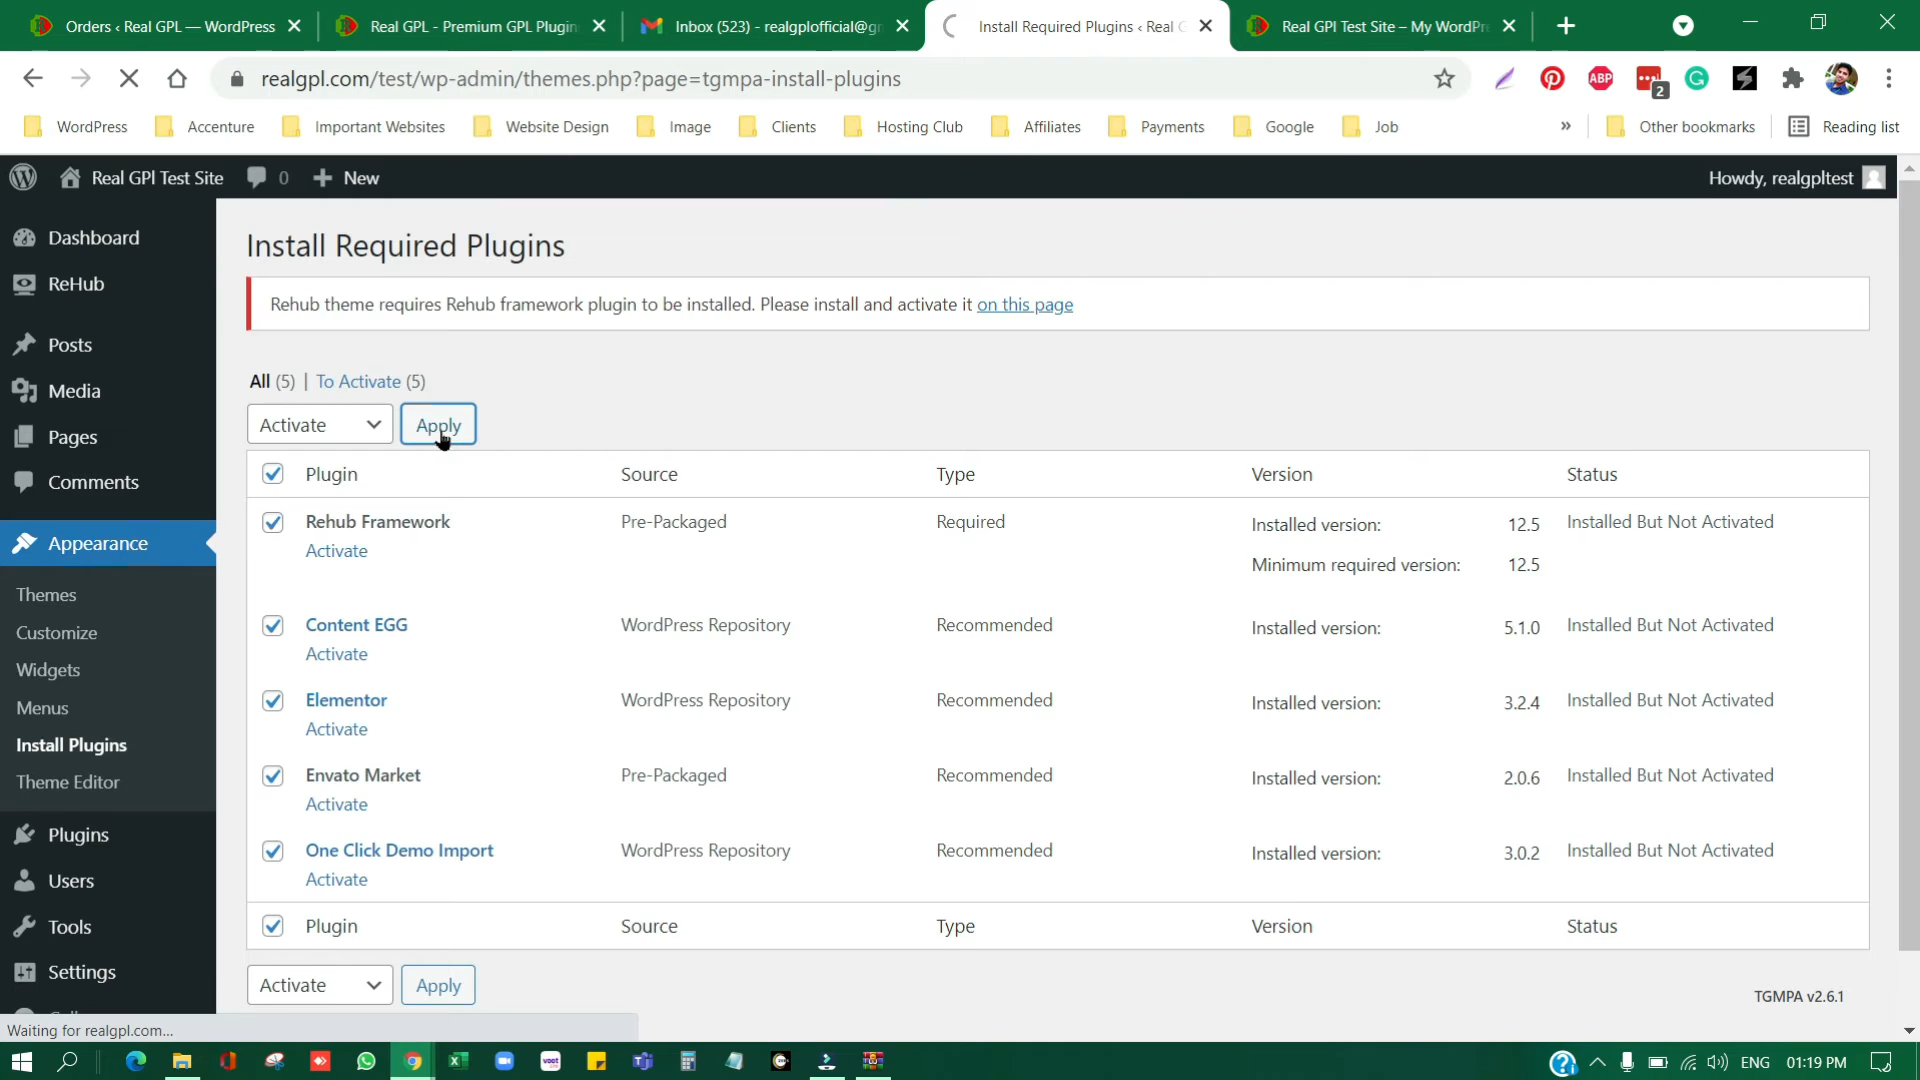 Orders ‹ Real GPL — WordPress
Real GPL - Premium GPL Plugin
Inbox (523) - realgplofficial@gr
Install Required Plugins ‹ Real G
Real GPl Test Site – My WordPre
realgpl.com/test/wp-admin/themes.php?page=tgmpa-install-plugins
ABP
2
WordPress
Accenture
Important Websites
Website Design
Image
Clients
Hosting Club
Affiliates
Payments
Google
Job
»
Other bookmarks
Reading list
Real GPl Test Site
0
New
Howdy, realgpltest
Dashboard
ReHub
Posts
Media
Pages
Comments
Appearance
Themes
Customize
Widgets
Menus
Install Plugins
Theme Editor
Plugins
Users
Tools
Settings
Install Required Plugins
Rehub theme requires Rehub framework plugin to be installed. Please install and activate it on this page
All (5) | To Activate (5)
Activate
Apply
Plugin Source Type Version Status
Rehub Framework Pre-Packaged Required Installed version: 12.5 Installed But Not Activated
Activate
Minimum required version: 12.5
Content EGG WordPress Repository Recommended Installed version: 5.1.0 Installed But Not Activated
Activate
Elementor WordPress Repository Recommended Installed version: 3.2.4 Installed But Not Activated
Activate
Envato Market Pre-Packaged Recommended Installed version: 2.0.6 Installed But Not Activated
Activate
One Click Demo Import WordPress Repository Recommended Installed version: 3.0.2 Installed But Not Activated
Activate
Plugin Source Type Version Status
Activate
Apply
TGMPA v2.6.1
Waiting for realgpl.com...
ENG
01:19 PM